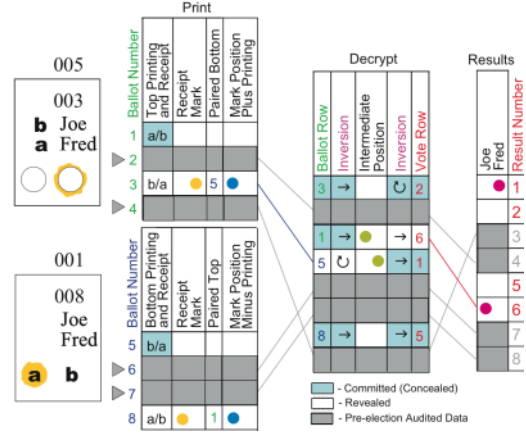 Print
005
003
b Joe
a Fred
Ballot Number
Top Printing and Receipt
Receipt Mark
Paired Bottom
Mark Position Plus Printing
1 a/b
2
3 b/a 5
4
001
008
Joe
Fred
a b
Ballot Number
Bottom Printing and Receipt
Receipt Mark
Paired Top
Mark Position Minus Printing
5 b/a
6
7
8 a/b 1
Decrypt
Ballot Row
Inversion
Intermediate Position
Inversion
Vote Row
3 → 2
1 → → 6
5 → 1
8 → → 5
- Committed (Concealed)
- Revealed
- Pre-election Audited Data
Results
Joe
Fred
Result Number
1
2
3
4
5
6
7
8